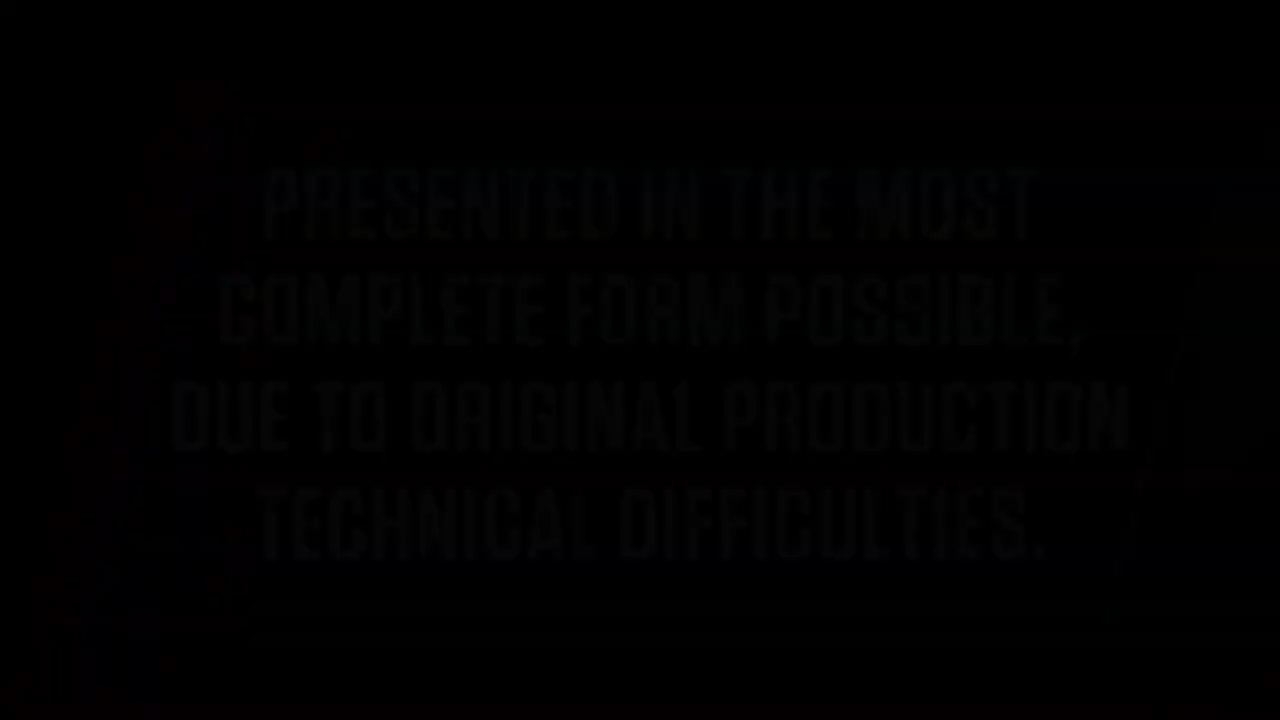 PRESENTED IN THE MOST
COMPLETE FORM POSSIBLE,
DUE TO ORIGINAL PRODUCTION
TECHNICAL DIFFICULTIES.